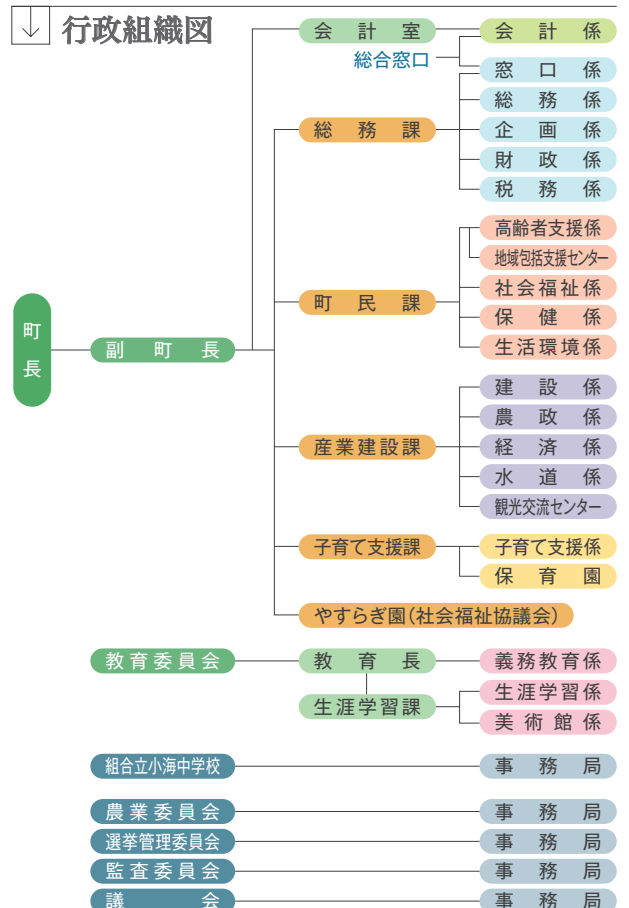 行政組織図
町長
副町長
会計室
会計係
総合窓口
窓口係
総務課
総務係
企画係
財政係
税務係
町民課
高齢者支援係
地域包括支援センター
社会福祉係
保健係
生活環境係
産業建設課
建設係
農政係
経済係
水道係
観光交流センター
子育て支援課
子育て支援係
保育園
やすらぎ園(社会福祉協議会)
教育委員会
教育長
義務教育係
生涯学習課
生涯学習係
美術館係
組合立小海中学校
事務局
農業委員会
事務局
選挙管理委員会
事務局
監査委員会
事務局
議会
事務局